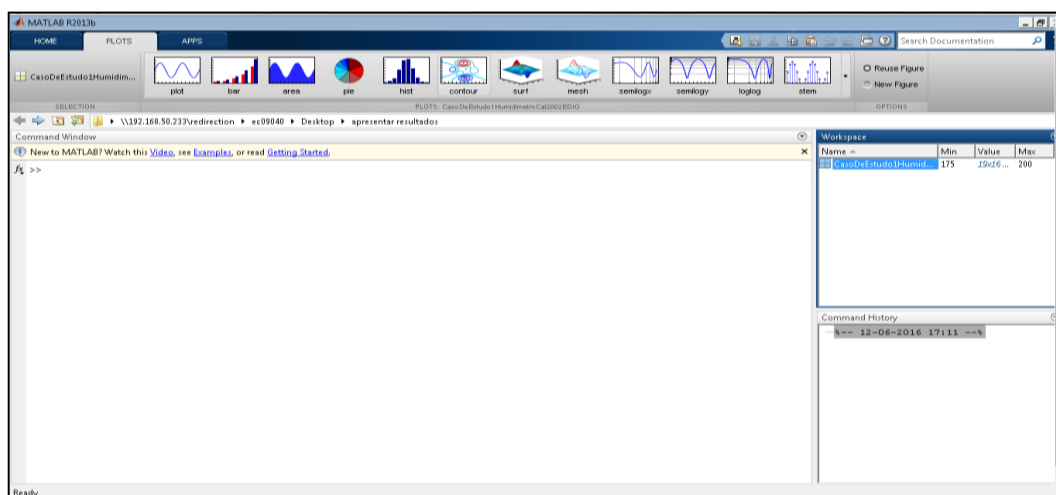 MATLAB R2013b
HOME PLOTS APPS
Search Documentation
CasoDeEstudo1Humidim...
plot bar area pie hist contour surf mesh semilogx semilogy loglog stem
Reuse Figure
New Figure
SELECTION
PLOTS: CasoDeEstudo1HumidimetroCal2002ED10
OPTIONS
\\192.168.50.233\redirection ec09040 Desktop apresentar resultados
Command Window
New to MATLAB? Watch this Video, see Examples, or read Getting Started.
fx >>
Workspace
Name Min Value Max
CasoDeEstudo1Humid... 175 19x16... 200
Command History
%-- 12-06-2016 17:11 --%
Ready